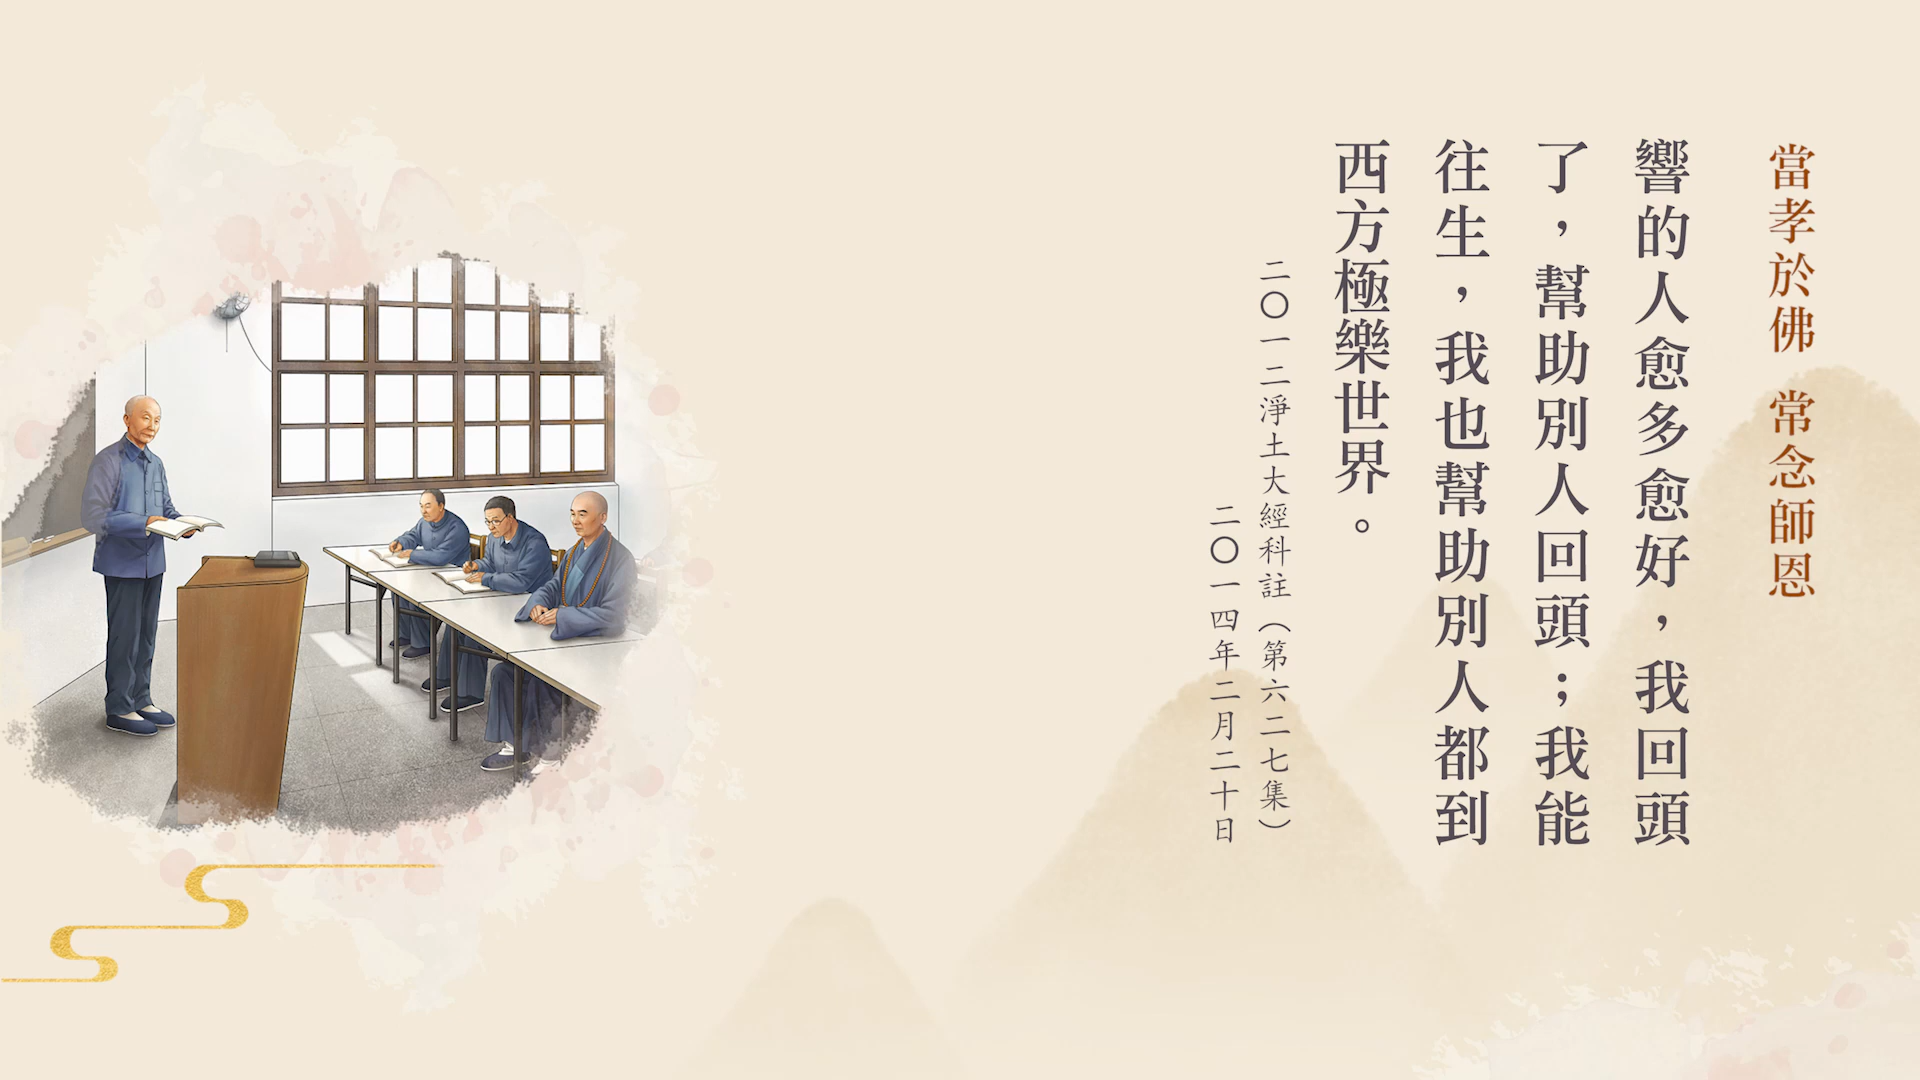 當孝於佛 常念師恩
響的人愈多愈好，我回頭
了，幫助別人回頭；我能
往生，我也幫助別人都到
西方極樂世界。
二〇一二淨土大經科註（第六二七集）
二〇一四年二月二十日